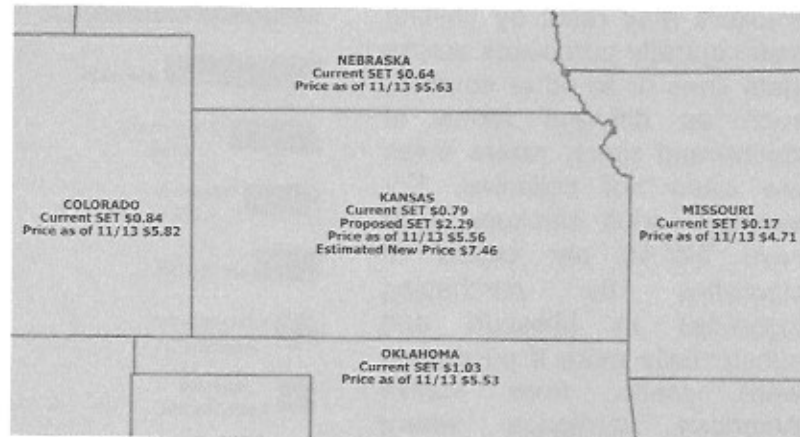 NEBRASKA
Current SET $0.64
Price as of 11/13 $5.63
COLORADO
Current SET $0.84
Price as of 11/13 $5.82
KANSAS
Current SET $0.79
Proposed SET $2.29
Price as of 11/13 $5.56
Estimated New Price $7.46
MISSOURI
Current SET $0.17
Price as of 11/13 $4.71
OKLAHOMA
Current SET $1.03
Price as of 11/13 $5.53